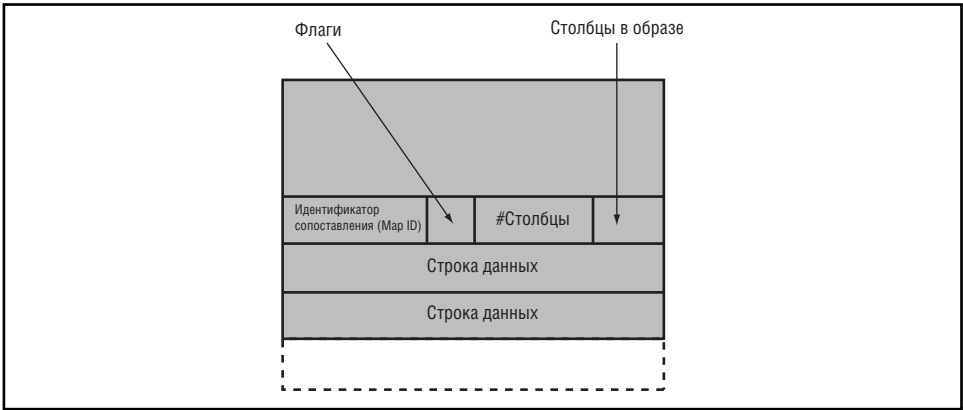 Флаги
Столбцы в образе
Идентификатор
сопоставления (Map ID)
#Столбцы
Строка данных
Строка данных